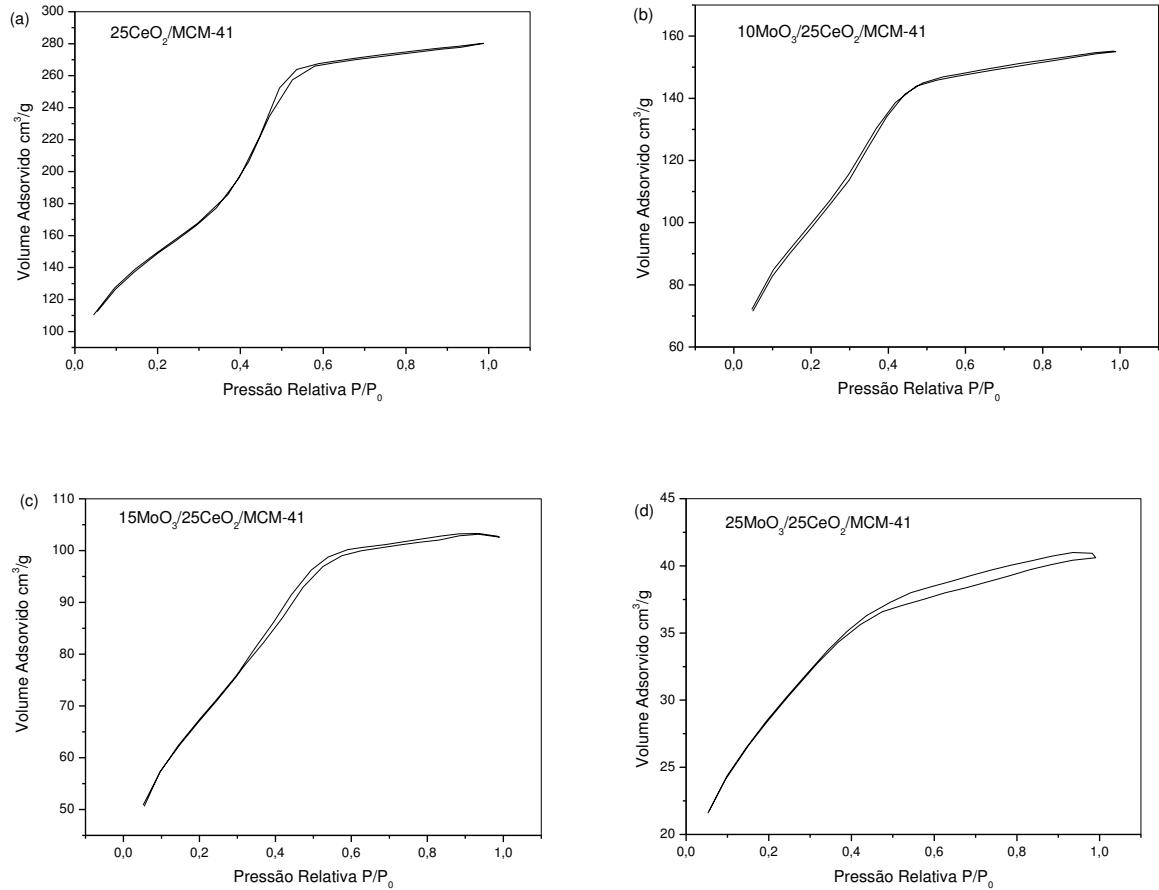 (a)
25CeO₂/MCM-41
300
280
260
240
220
200
180
160
140
120
100
Volume Adsorvido cm³/g
0,0 0,2 0,4 0,6 0,8 1,0
Pressão Relativa P/P₀
(b)
10MoO₃/25CeO₂/MCM-41
160
140
120
100
80
60
Volume Adsorvido cm³/g
0,0 0,2 0,4 0,6 0,8 1,0
Pressão Relativa P/P₀
(c)
15MoO₃/25CeO₂/MCM-41
110
100
90
80
70
60
50
Volume Adsorvido cm³/g
0,0 0,2 0,4 0,6 0,8 1,0
Pressão Relativa P/P₀
(d)
25MoO₃/25CeO₂/MCM-41
45
40
35
30
25
20
Volume Adsorvido cm³/g
0,0 0,2 0,4 0,6 0,8 1,0
Pressão Relativa P/P₀